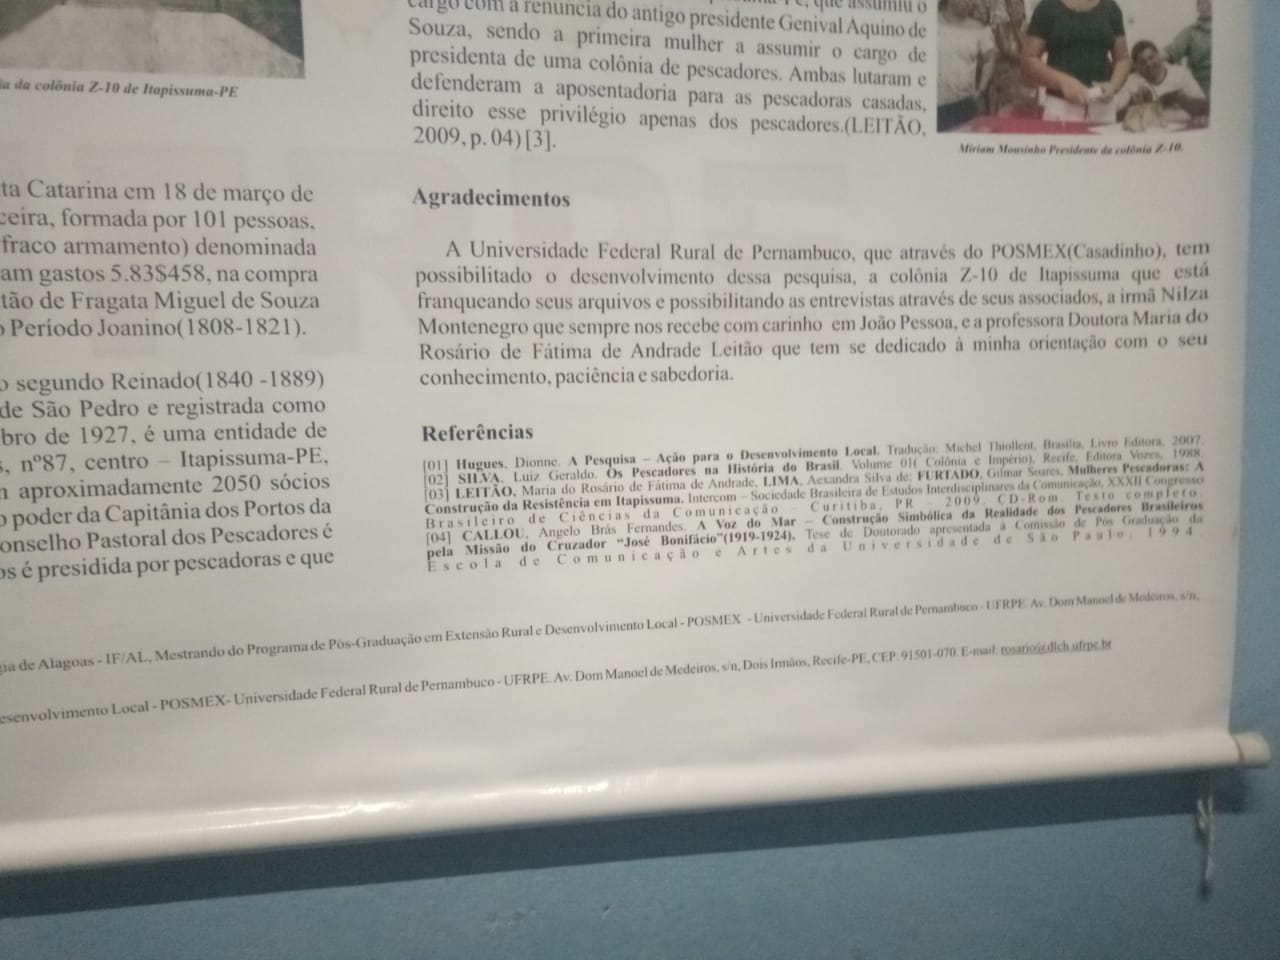 ia da colônia Z-10 de Itapissuma-PE
ta Catarina em 18 de março de
ceira, formada por 101 pessoas,
fraco armamento) denominada
am gastos 5.83$458, na compra
tão de Fragata Miguel de Souza
o Período Joanino(1808-1821).
o segundo Reinado(1840 -1889)
de São Pedro e registrada como
bro de 1927, é uma entidade de
s, nº87, centro – Itapissuma-PE,
n aproximadamente 2050 sócios
o poder da Capitânia dos Portos da
onselho Pastoral dos Pescadores é
os é presidida por pescadoras e que
cargo com a renúncia do antigo presidente Genival Aquino de
Souza, sendo a primeira mulher a assumir o cargo de
presidenta de uma colônia de pescadores. Ambas lutaram e
defenderam a aposentadoria para as pescadoras casadas,
direito esse privilégio apenas dos pescadores.(LEITÃO,
2009, p. 04) [3].
Miriam Mousinho Presidente da colônia Z-10.
Agradecimentos
A Universidade Federal Rural de Pernambuco, que através do POSMEX(Casadinho), tem
possibilitado o desenvolvimento dessa pesquisa, a colônia Z-10 de Itapissuma que está
franqueando seus arquivos e possibilitando as entrevistas através de seus associados, a irmã Nilza
Montenegro que sempre nos recebe com carinho em João Pessoa, e a professora Doutora Maria do
Rosário de Fátima de Andrade Leitão que tem se dedicado à minha orientação com o seu
conhecimento, paciência e sabedoria.
Referências
[01] Hugues, Dionne. A Pesquisa – Ação para o Desenvolvimento Local. Tradução: Michel Thiollent. Brasília, Livro Editora, 2007.
[02] SILVA, Luiz Geraldo. Os Pescadores na História do Brasil. Volume 01( Colônia e Império), Recife, Editora Vozes, 1988.
[03] LEITÃO, Maria do Rosário de Fátima de Andrade, LIMA, Aexandra Silva de; FURTADO, Gilmar Soares, Mulheres Pescadoras: A
Construção da Resistência em Itapissuma. Intercom – Sociedade Brasileira de Estudos Interdisciplinares da Comunicação, XXXII Congresso
Brasileiro de Ciências da Comunicação – Curitiba, PR – 2009. CD-Rom. Texto completo.
[04] CALLOU, Angelo Brás Fernandes. A Voz do Mar – Construção Simbólica da Realidade dos Pescadores Brasileiros
pela Missão do Cruzador “José Bonifácio”(1919-1924). Tese de Doutorado apresentada à Comissão de Pós Graduação da
Escola de Comunicação e Artes da Universidade de São Paulo, 1994.
gia de Alagoas - IF/AL, Mestrando do Programa de Pós-Graduação em Extensão Rural e Desenvolvimento Local - POSMEX - Universidade Federal Rural de Pernambuco - UFRPE. Av. Dom Manoel de Medeiros, s/n,
esenvolvimento Local - POSMEX- Universidade Federal Rural de Pernambuco - UFRPE. Av. Dom Manoel de Medeiros, s/n, Dois Irmãos, Recife-PE, CEP: 91501-070. E-mail: rosario@dlch.ufrpe.br